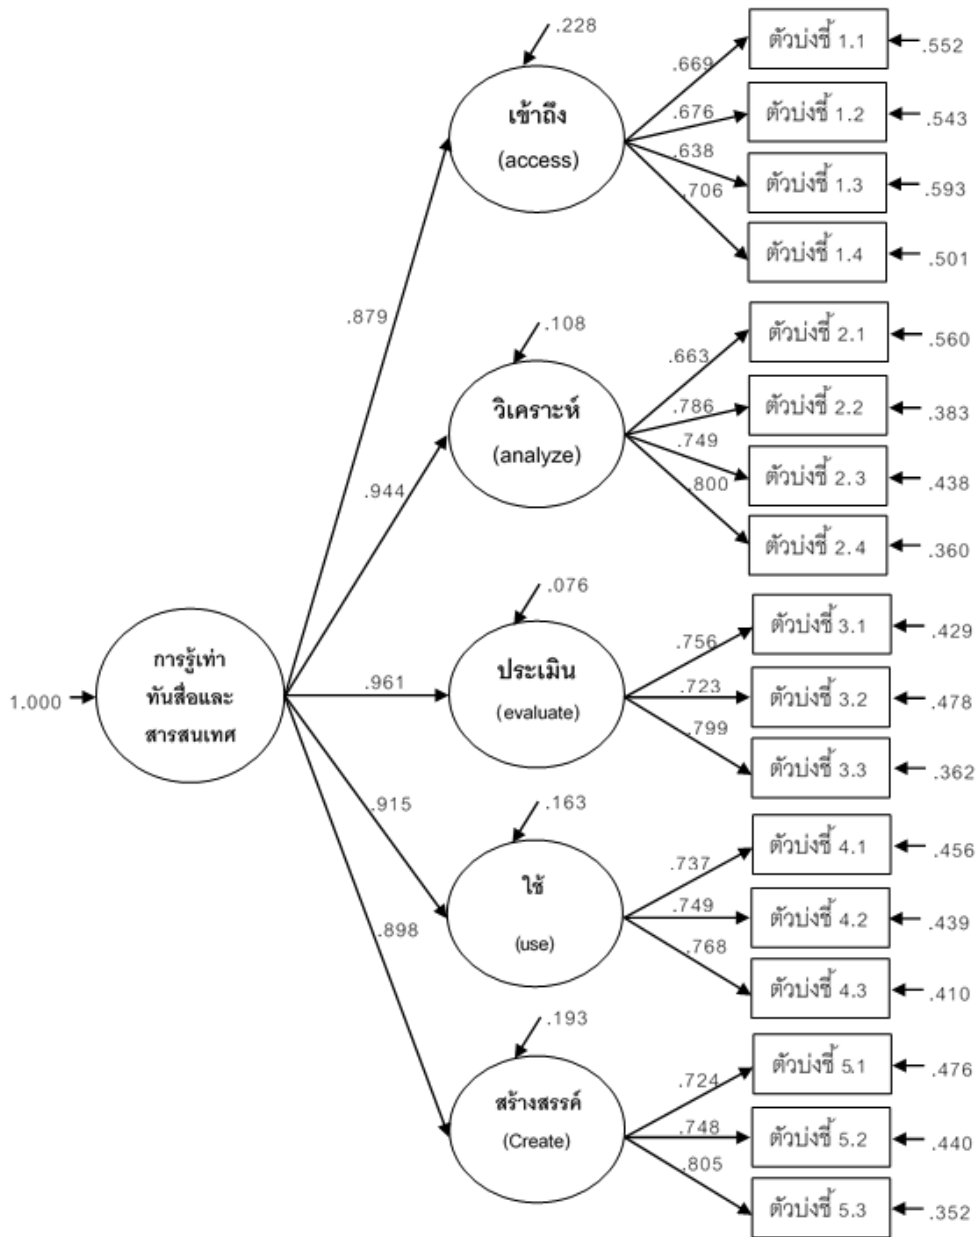 .228
เข้าถึง
(access)
.669
.676
.638
.706
ตัวบ่งชี้ 1.1
.552
ตัวบ่งชี้ 1.2
.543
ตัวบ่งชี้ 1.3
.593
ตัวบ่งชี้ 1.4
.501
.879
.108
วิเคราะห์
(analyze)
.663
.786
.749
.800
ตัวบ่งชี้ 2.1
.560
ตัวบ่งชี้ 2.2
.383
ตัวบ่งชี้ 2.3
.438
ตัวบ่งชี้ 2.4
.360
.944
1.000
การรู้เท่า
ทันสื่อและ
สารสนเทศ
.961
.076
ประเมิน
(evaluate)
.756
.723
.799
ตัวบ่งชี้ 3.1
.429
ตัวบ่งชี้ 3.2
.478
ตัวบ่งชี้ 3.3
.362
.915
.163
ใช้
(use)
.737
.749
.768
ตัวบ่งชี้ 4.1
.456
ตัวบ่งชี้ 4.2
.439
ตัวบ่งชี้ 4.3
.410
.898
.193
สร้างสรรค์
(Create)
.724
.748
.805
ตัวบ่งชี้ 5.1
.476
ตัวบ่งชี้ 5.2
.440
ตัวบ่งชี้ 5.3
.352